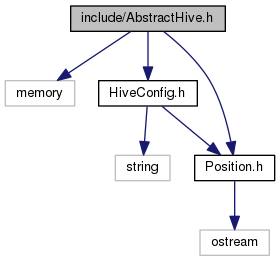 include/AbstractHive.h
memory
HiveConfig.h
string
Position.h
ostream